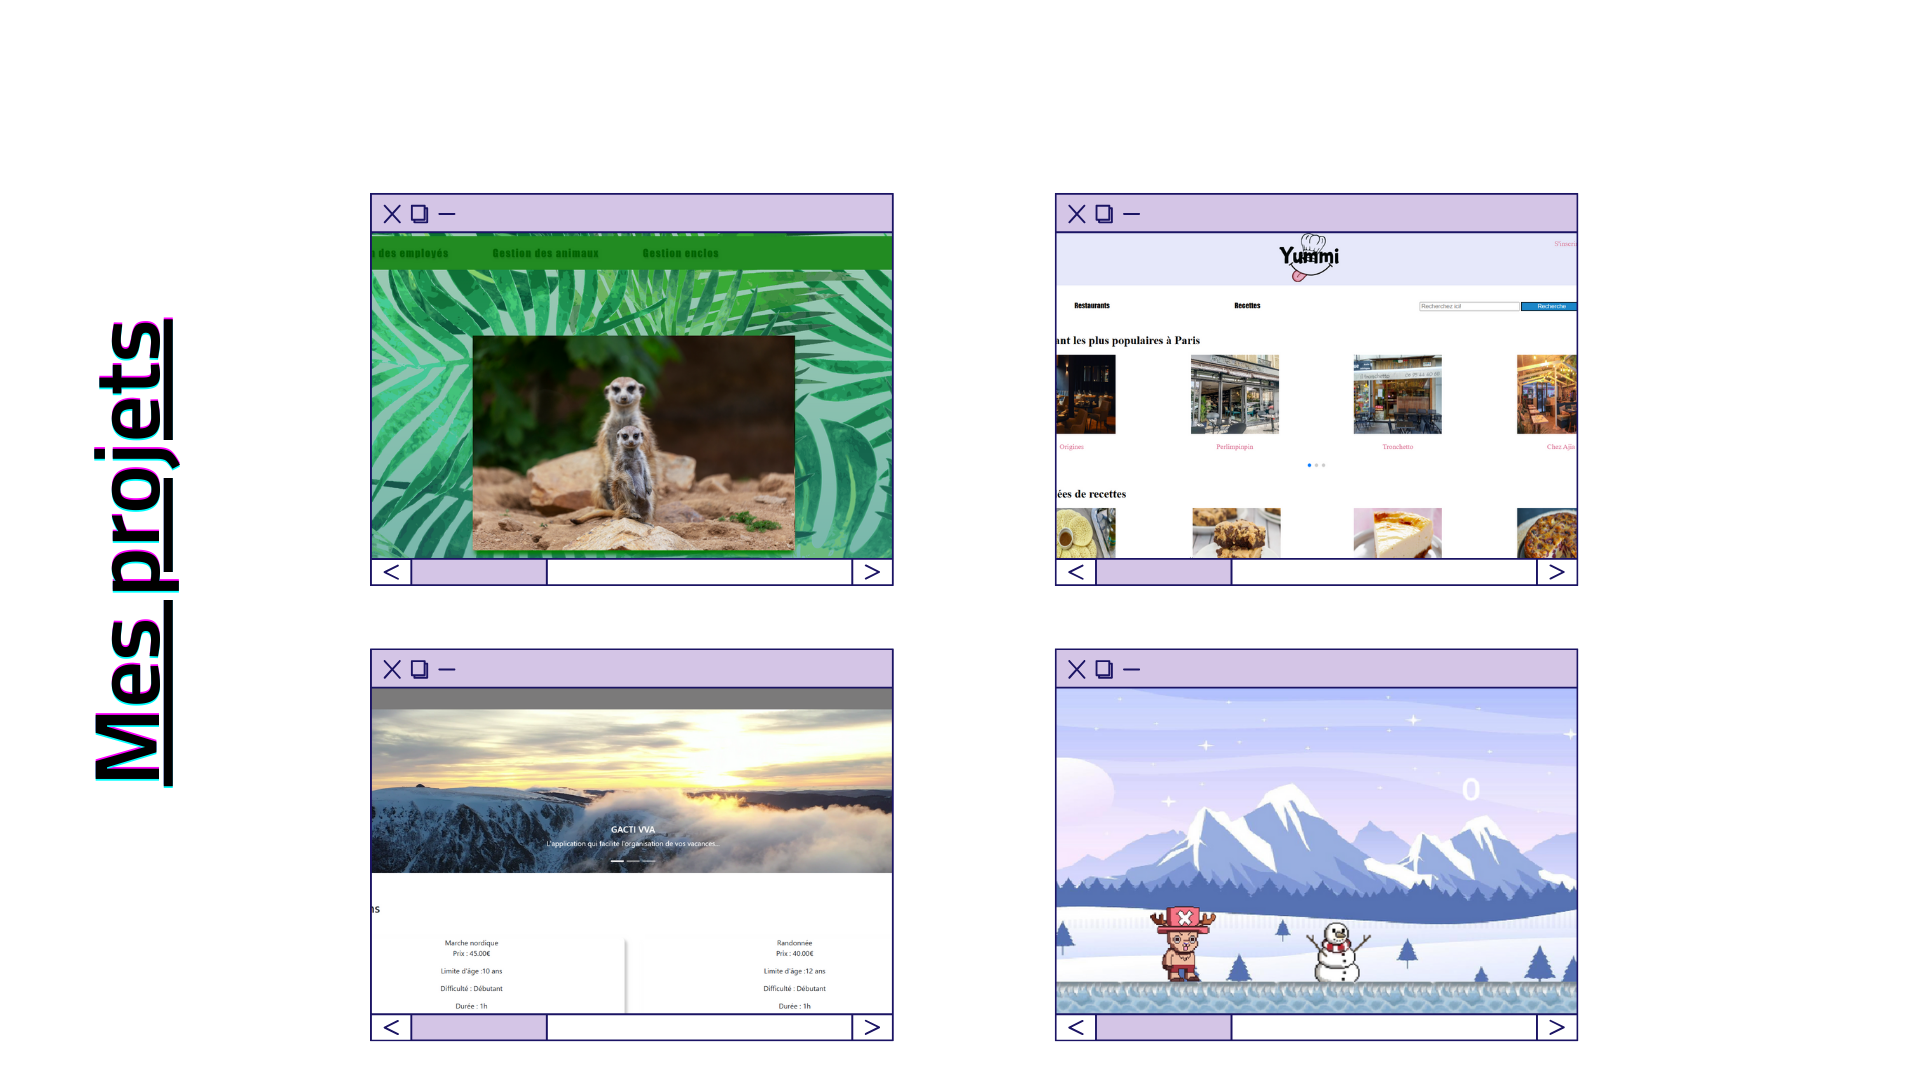 Mes projets
des employés
Gestion des animaux
Gestion enclos
Yummi
S'inscri
Restaurants
Recettes
Recherchez ici!
Recherche
ant les plus populaires à Paris
Origines
Perlimpinpin
Tronchetto
Chez Ajia
ées de recettes
GACTI VVA
L'application qui facilite l'organisation de vos vacances...
ns
Marche nordique
Prix : 45.00€
Limite d'âge :10 ans
Difficulté : Débutant
Durée : 1h
Randonnée
Prix : 40.00€
Limite d'âge :12 ans
Difficulté : Débutant
Durée : 1h
0